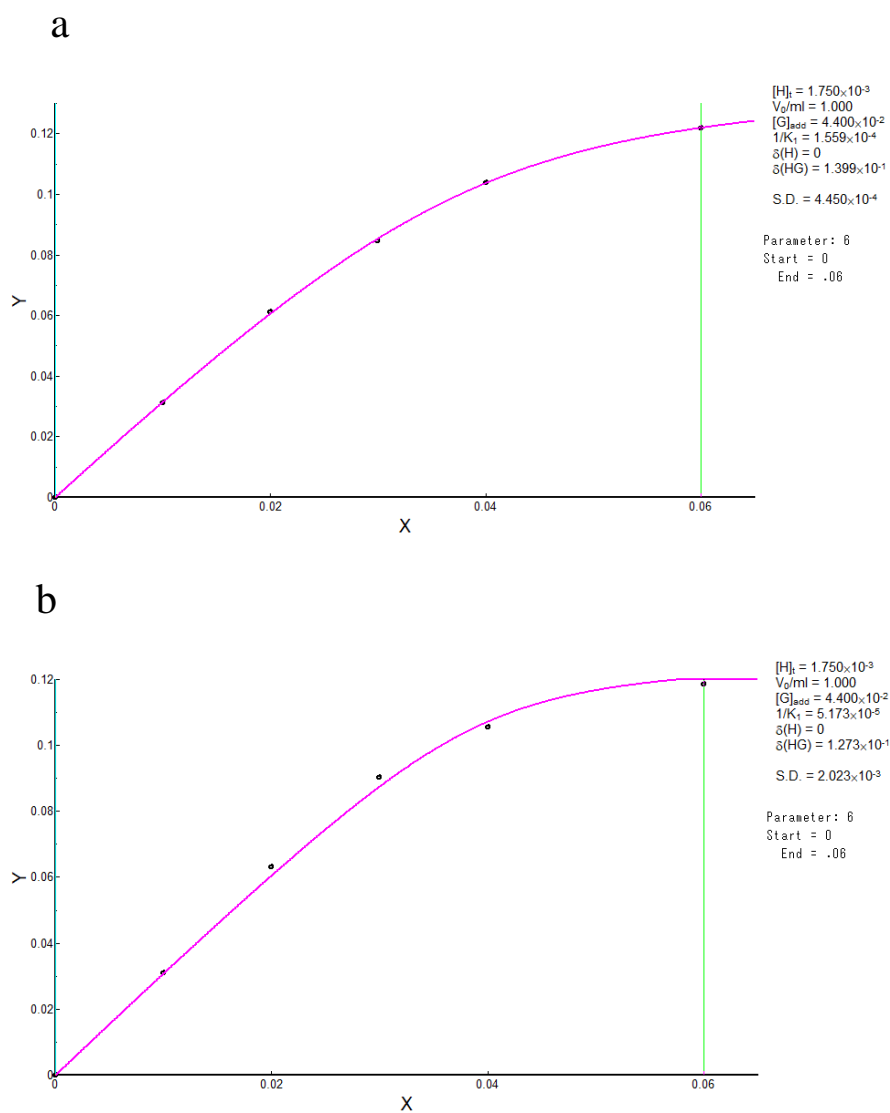 a
[H]t = 1.750×10-3
V0/ml = 1.000
[G]add = 4.400×10-2
1/K1 = 1.559×10-4
δ(H) = 0
δ(HG) = 1.399×10-1
S.D. = 4.450×10-4
Parameter: 6
Start = 0
End = .06
0.12
0.1
0.08
0.06
0.04
0.02
0
Y
0 0.02 0.04 0.06
X
b
[H]t = 1.750×10-3
V0/ml = 1.000
[G]add = 4.400×10-2
1/K1 = 5.173×10-5
δ(H) = 0
δ(HG) = 1.273×10-1
S.D. = 2.023×10-3
Parameter: 6
Start = 0
End = .06
0.12
0.1
0.08
0.06
0.04
0.02
0
Y
0 0.02 0.04 0.06
X